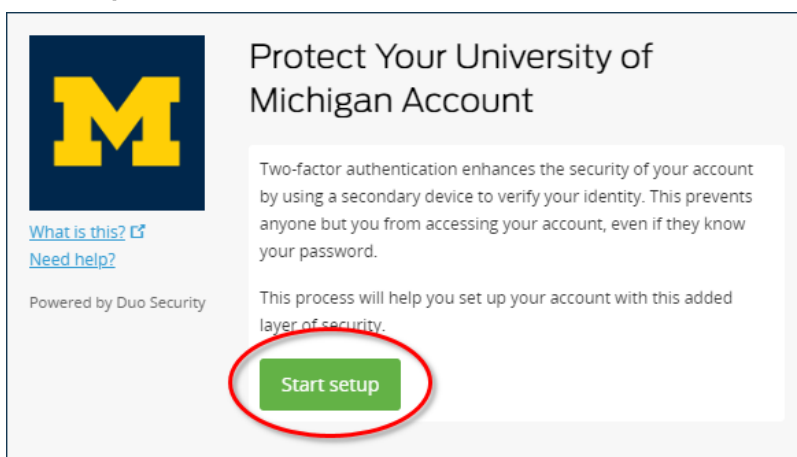 M
What is this?
Need help?
Powered by Duo Security
Protect Your University of
Michigan Account
Two-factor authentication enhances the security of your account
by using a secondary device to verify your identity. This prevents
anyone but you from accessing your account, even if they know
your password.
This process will help you set up your account with this added
layer of security.
Start setup